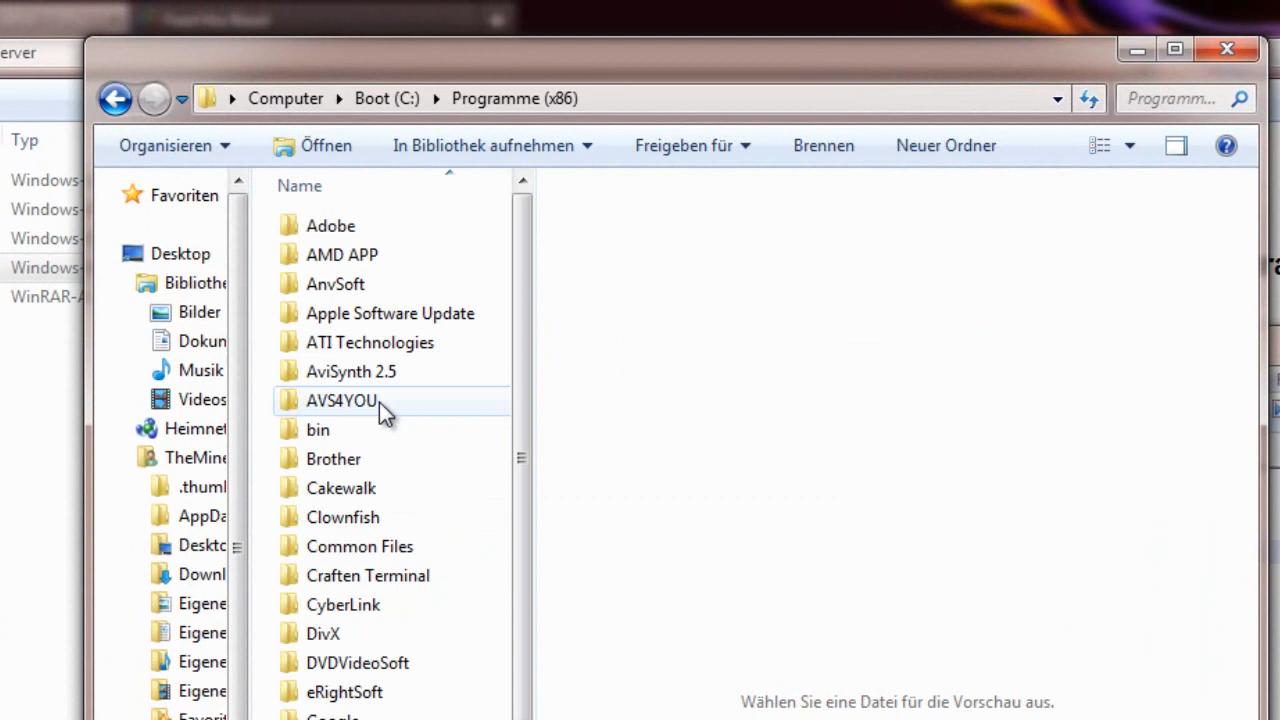 erver
Computer Boot (C:) Programme (x86)
Programm...
Organisieren Öffnen In Bibliothek aufnehmen Freigeben für Brennen Neuer Ordner
Typ
Windows-
Windows-
Windows-
Windows-
WinRAR-A
Favoriten
Desktop
Bibliothe
Bilder
Dokun
Musik
Videos
Heimnet
TheMine
.thuml
AppDa
Deskto
Downl
Eigene
Eigene
Eigene
Eigene
Favorit
Name
Adobe
AMD APP
AnvSoft
Apple Software Update
ATI Technologies
AviSynth 2.5
AVS4YOU
bin
Brother
Cakewalk
Clownfish
Common Files
Craften Terminal
CyberLink
DivX
DVDVideoSoft
eRightSoft
Google
Wählen Sie eine Datei für die Vorschau aus.